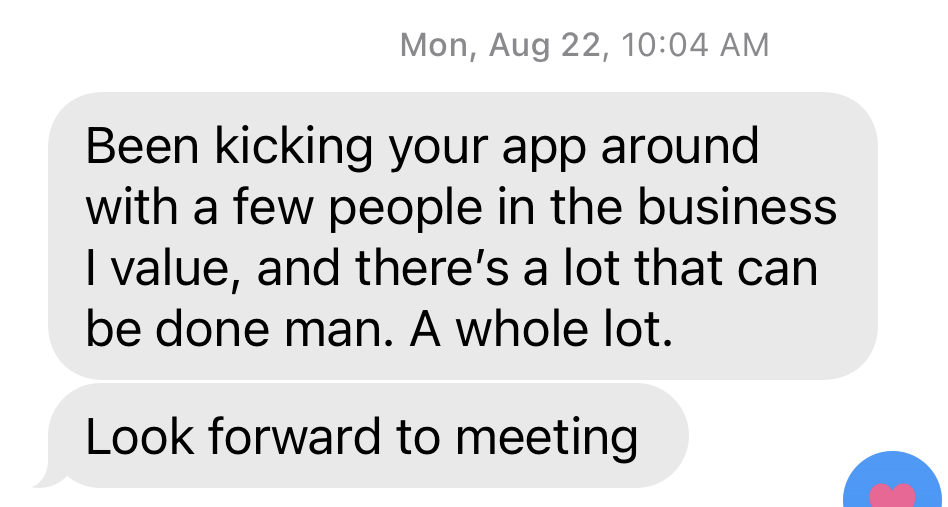 Mon, Aug 22, 10:04 AM
Been kicking your app around
with a few people in the business
I value, and there’s a lot that can
be done man. A whole lot.
Look forward to meeting